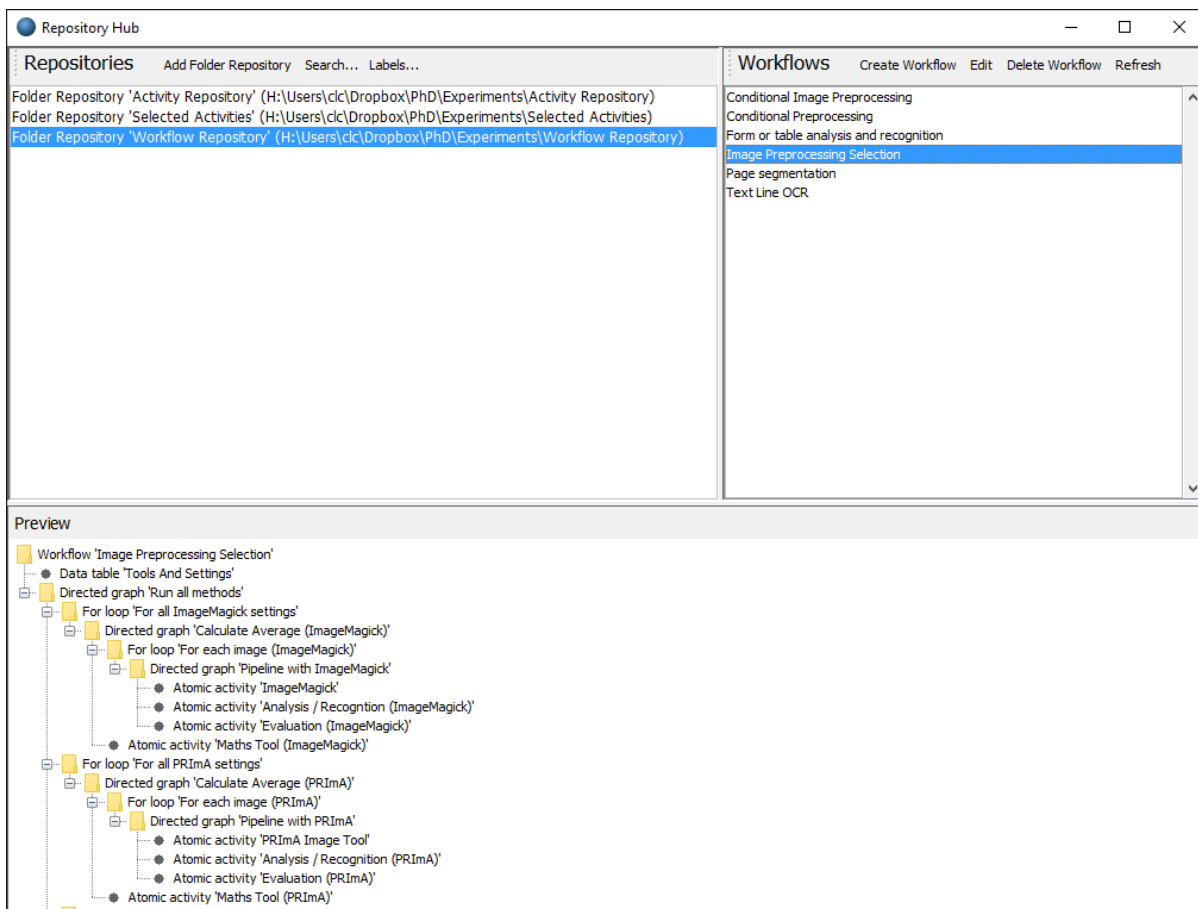 Repository Hub
Repositories Add Folder Repository Search... Labels...
Folder Repository 'Activity Repository' (H:\Users\clc\Dropbox\PhD\Experiments\Activity Repository)
Folder Repository 'Selected Activities' (H:\Users\clc\Dropbox\PhD\Experiments\Selected Activities)
Folder Repository 'Workflow Repository' (H:\Users\clc\Dropbox\PhD\Experiments\Workflow Repository)
Workflows Create Workflow Edit Delete Workflow Refresh
Conditional Image Preprocessing
Conditional Preprocessing
Form or table analysis and recognition
Image Preprocessing Selection
Page segmentation
Text Line OCR
Preview
Workflow 'Image Preprocessing Selection'
Data table 'Tools And Settings'
Directed graph 'Run all methods'
For loop 'For all ImageMagick settings'
Directed graph 'Calculate Average (ImageMagick)'
For loop 'For each image (ImageMagick)'
Directed graph 'Pipeline with ImageMagick'
Atomic activity 'ImageMagick'
Atomic activity 'Analysis / Recogntion (ImageMagick)'
Atomic activity 'Evaluation (ImageMagick)'
Atomic activity 'Maths Tool (ImageMagick)'
For loop 'For all PRImA settings'
Directed graph 'Calculate Average (PRImA)'
For loop 'For each image (PRImA)'
Directed graph 'Pipeline with PRImA'
Atomic activity 'PRImA Image Tool'
Atomic activity 'Analysis / Recognition (PRImA)'
Atomic activity 'Evaluation (PRImA)'
Atomic activity 'Maths Tool (PRImA)'